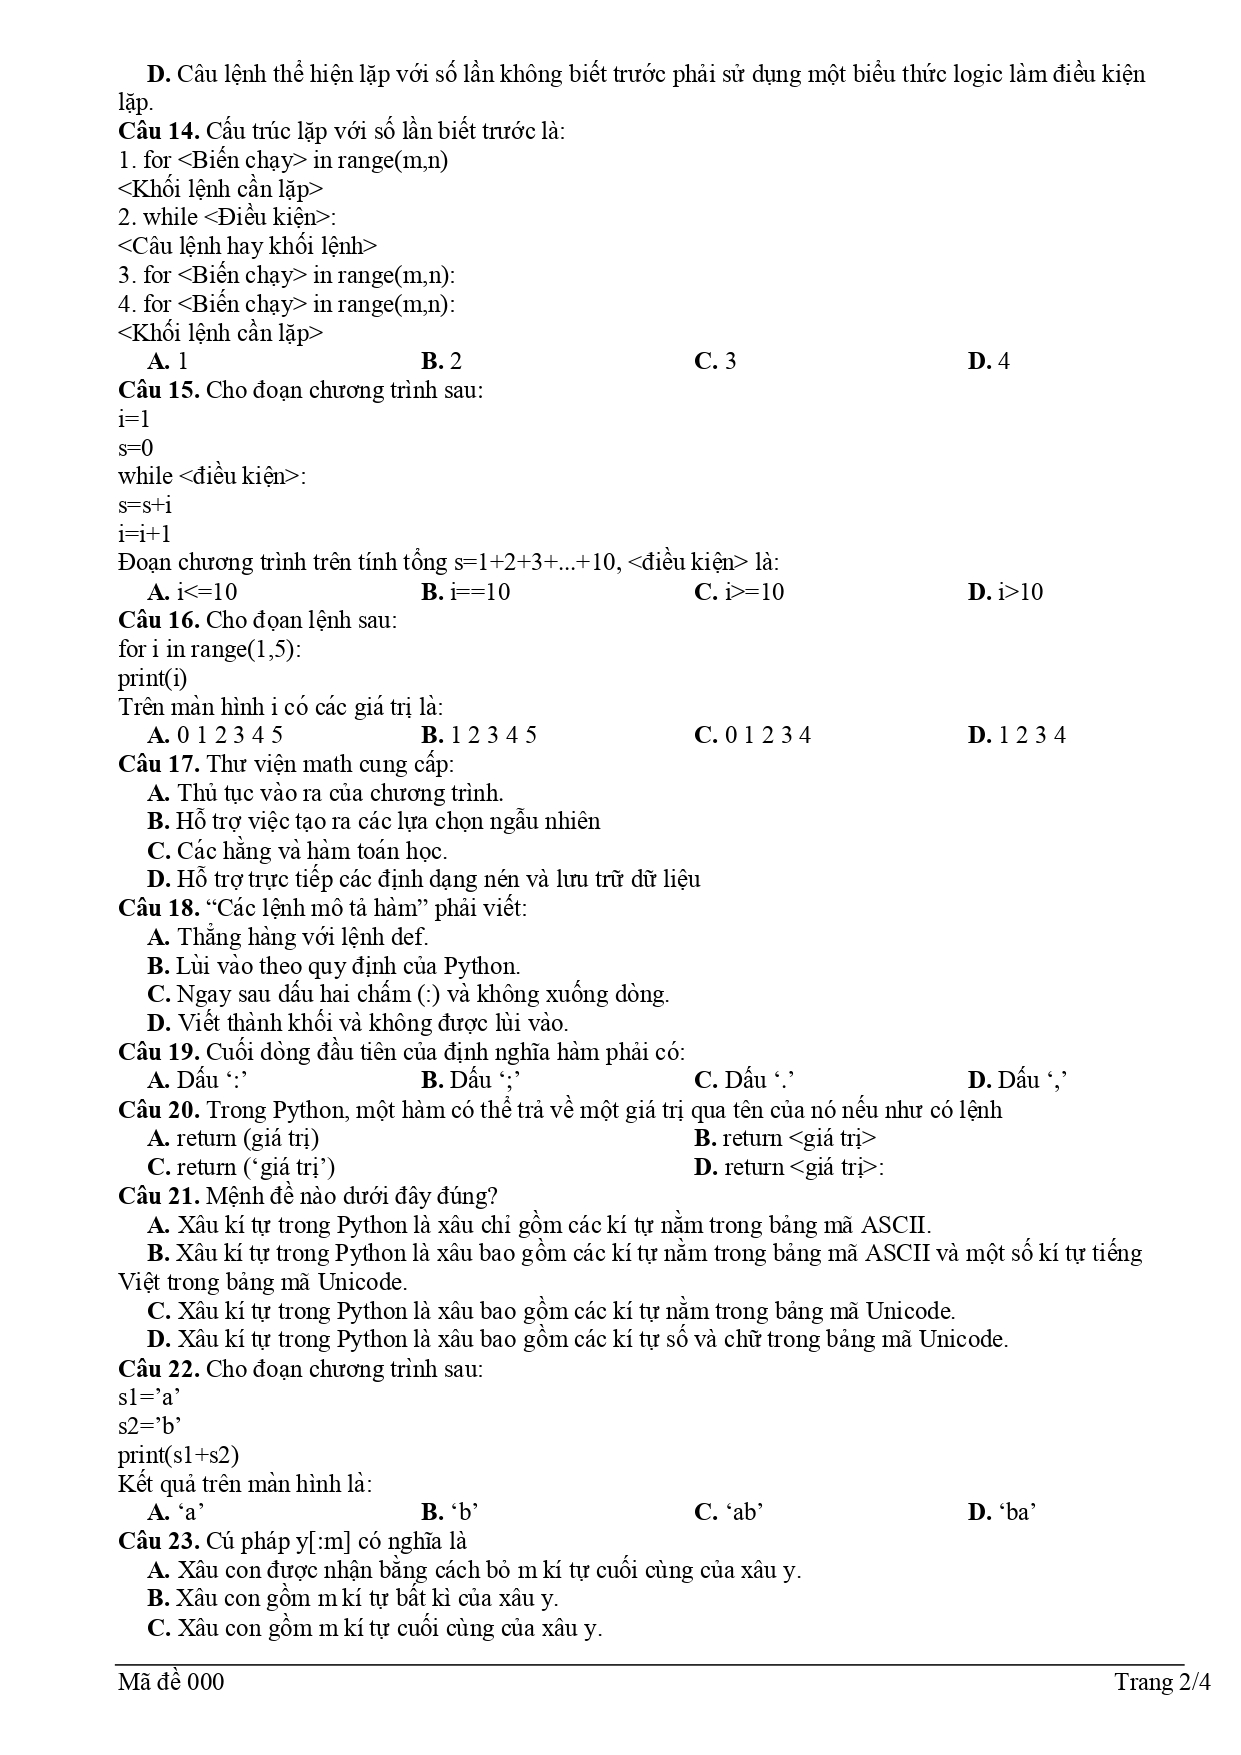 D. Câu lệnh thể hiện lặp với số lần không biết trước phải sử dụng một biểu thức logic làm điều kiện
lặp.
Câu 14. Cấu trúc lặp với số lần biết trước là:
1. for <Biến chạy> in range(m,n)
<Khối lệnh cần lặp>
2. while <Điều kiện>:
<Câu lệnh hay khối lệnh>
3. for <Biến chạy> in range(m,n):
4. for <Biến chạy> in range(m,n):
<Khối lệnh cần lặp>
A. 1 B. 2 C. 3 D. 4
Câu 15. Cho đoạn chương trình sau:
i=1
s=0
while <điều kiện>:
s=s+i
i=i+1
Đoạn chương trình trên tính tổng s=1+2+3+...+10, <điều kiện> là:
A. i<=10 B. i==10 C. i>=10 D. i>10
Câu 16. Cho đọan lệnh sau:
for i in range(1,5):
print(i)
Trên màn hình i có các giá trị là:
A. 0 1 2 3 4 5 B. 1 2 3 4 5 C. 0 1 2 3 4 D. 1 2 3 4
Câu 17. Thư viện math cung cấp:
A. Thủ tục vào ra của chương trình.
B. Hỗ trợ việc tạo ra các lựa chọn ngẫu nhiên
C. Các hằng và hàm toán học.
D. Hỗ trợ trực tiếp các định dạng nén và lưu trữ dữ liệu
Câu 18. “Các lệnh mô tả hàm” phải viết:
A. Thẳng hàng với lệnh def.
B. Lùi vào theo quy định của Python.
C. Ngay sau dấu hai chấm (:) và không xuống dòng.
D. Viết thành khối và không được lùi vào.
Câu 19. Cuối dòng đầu tiên của định nghĩa hàm phải có:
A. Dấu ‘:’ B. Dấu ‘;’ C. Dấu ‘.’ D. Dấu ‘,’
Câu 20. Trong Python, một hàm có thể trả về một giá trị qua tên của nó nếu như có lệnh
A. return (giá trị) B. return <giá trị>
C. return (‘giá trị’) D. return <giá trị>:
Câu 21. Mệnh đề nào dưới đây đúng?
A. Xâu kí tự trong Python là xâu chỉ gồm các kí tự nằm trong bảng mã ASCII.
B. Xâu kí tự trong Python là xâu bao gồm các kí tự nằm trong bảng mã ASCII và một số kí tự tiếng
Việt trong bảng mã Unicode.
C. Xâu kí tự trong Python là xâu bao gồm các kí tự nằm trong bảng mã Unicode.
D. Xâu kí tự trong Python là xâu bao gồm các kí tự số và chữ trong bảng mã Unicode.
Câu 22. Cho đoạn chương trình sau:
s1=’a’
s2=’b’
print(s1+s2)
Kết quả trên màn hình là:
A. ‘a’ B. ‘b’ C. ‘ab’ D. ‘ba’
Câu 23. Cú pháp y[:m] có nghĩa là
A. Xâu con được nhận bằng cách bỏ m kí tự cuối cùng của xâu y.
B. Xâu con gồm m kí tự bất kì của xâu y.
C. Xâu con gồm m kí tự cuối cùng của xâu y.
Mã đề 000 Trang 2/4